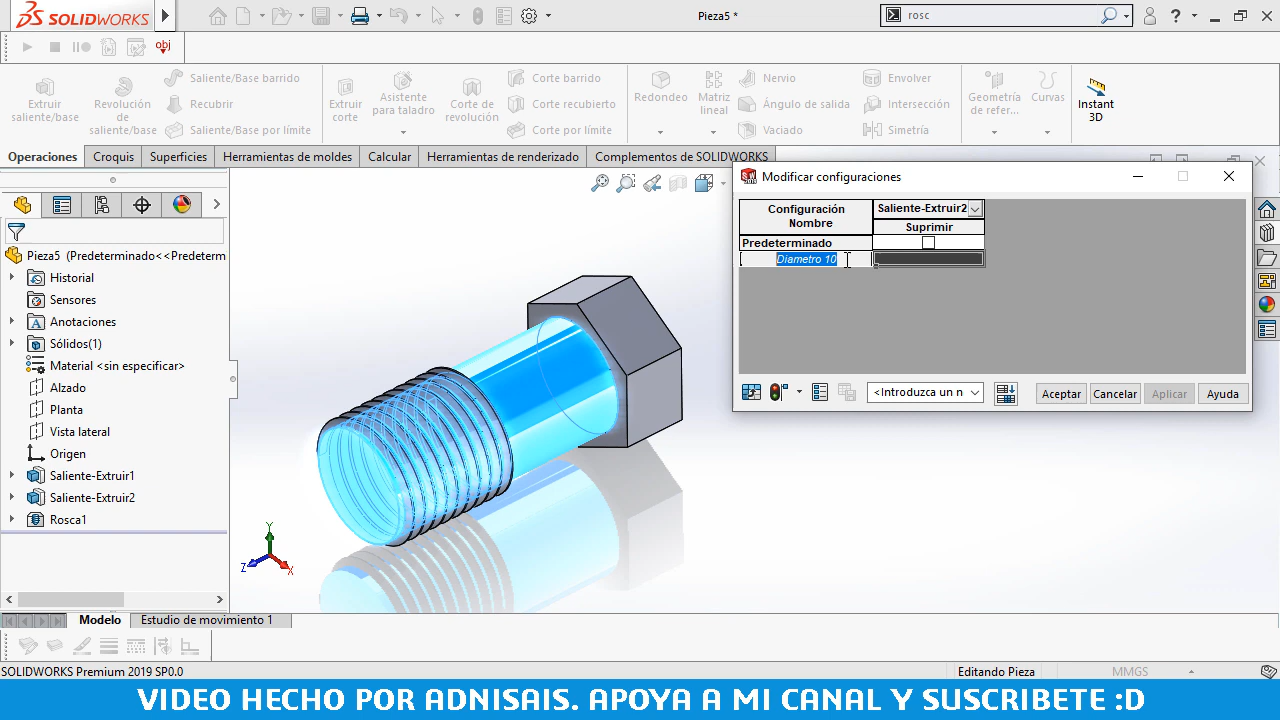 SOLIDWORKS
Pieza5 *
rosc
obj
Extruir saliente/base
Revolución de saliente/base
Saliente/Base barrido
Recubrir
Saliente/Base por límite
Extruir corte
Asistente para taladro
Corte de revolución
Corte barrido
Corte recubierto
Corte por límite
Redondeo
Matriz lineal
Nervio
Ángulo de salida
Vaciado
Envolver
Intersección
Simetría
Geometría de refer...
Curvas
Instant 3D
Operaciones
Croquis
Superficies
Herramientas de moldes
Calcular
Herramientas de renderizado
Complementos de SOLIDWORKS
Pieza5 (Predeterminado<<Predeterm
Historial
Sensores
Anotaciones
Sólidos(1)
Material <sin especificar>
Alzado
Planta
Vista lateral
Origen
Saliente-Extruir1
Saliente-Extruir2
Rosca1
Modificar configuraciones
Configuración Nombre
Saliente-Extruir2
Suprimir
Predeterminado
Diametro 10
<Introduzca un n
Aceptar
Cancelar
Aplicar
Ayuda
Y
Z
X
Modelo
Estudio de movimiento 1
SOLIDWORKS Premium 2019 SP0.0
Editando Pieza
MMGS
VIDEO HECHO POR ADNISAIS. APOYA A MI CANAL Y SUSCRIBETE :D